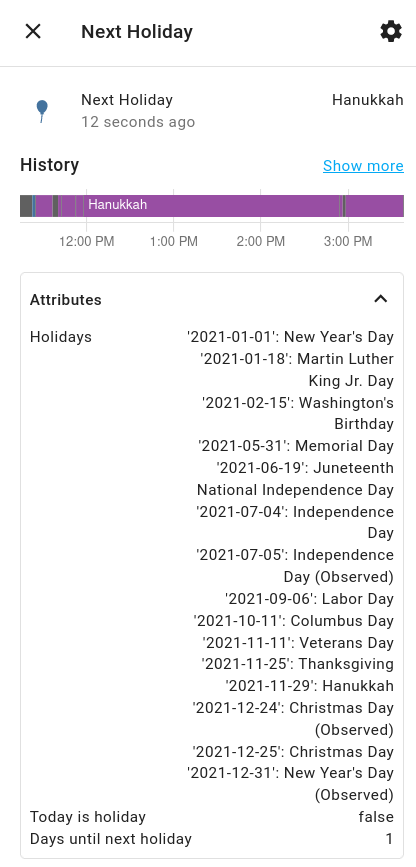 Next Holiday
Next Holiday Hanukkah
12 seconds ago
History Show more
Hanukkah
12:00 PM 1:00 PM 2:00 PM 3:00 PM
Attributes
Holidays '2021-01-01': New Year's Day
'2021-01-18': Martin Luther
King Jr. Day
'2021-02-15': Washington's
Birthday
'2021-05-31': Memorial Day
'2021-06-19': Juneteenth
National Independence Day
'2021-07-04': Independence
Day
'2021-07-05': Independence
Day (Observed)
'2021-09-06': Labor Day
'2021-10-11': Columbus Day
'2021-11-11': Veterans Day
'2021-11-25': Thanksgiving
'2021-11-29': Hanukkah
'2021-12-24': Christmas Day
(Observed)
'2021-12-25': Christmas Day
'2021-12-31': New Year's Day
(Observed)
Today is holiday false
Days until next holiday 1